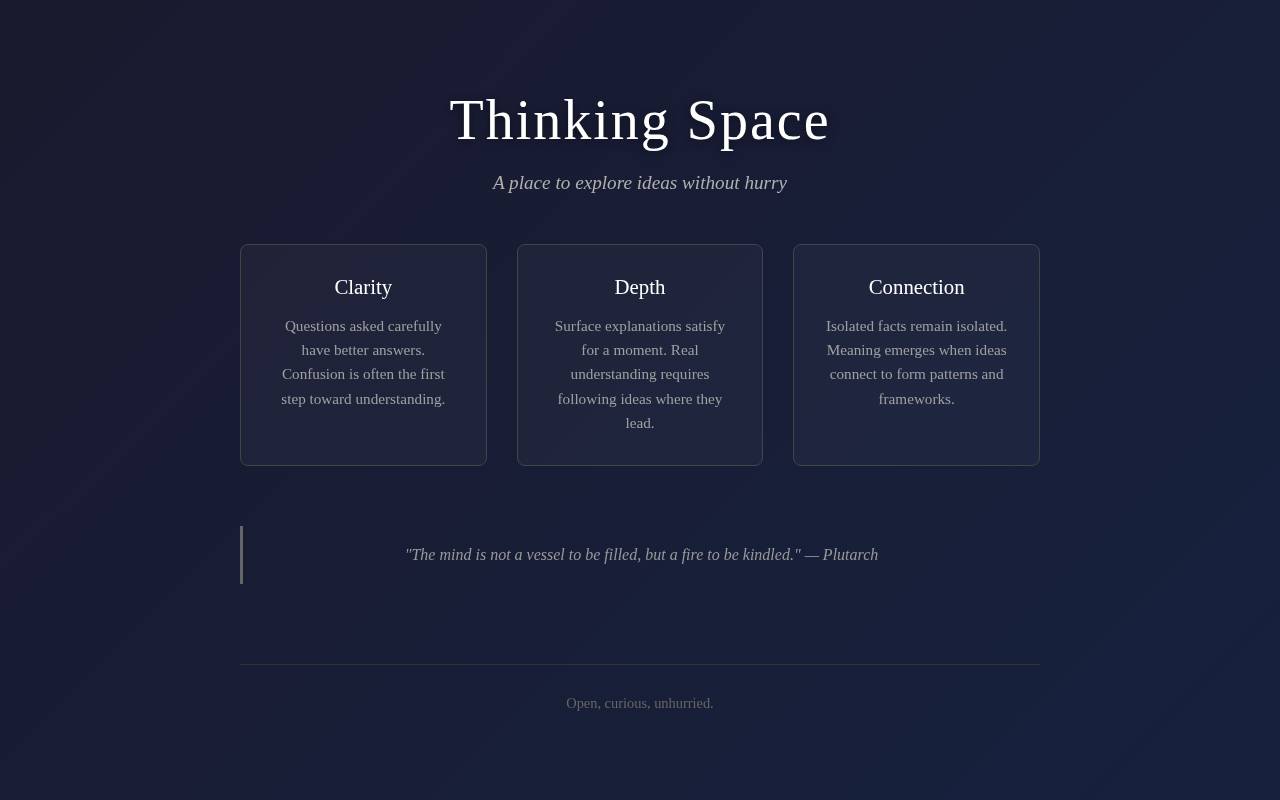 Thinking Space
A place to explore ideas without hurry
Clarity
Questions asked carefully
have better answers.
Confusion is often the first
step toward understanding.
Depth
Surface explanations satisfy
for a moment. Real
understanding requires
following ideas where they
lead.
Connection
Isolated facts remain isolated.
Meaning emerges when ideas
connect to form patterns and
frameworks.
"The mind is not a vessel to be filled, but a fire to be kindled." — Plutarch
Open, curious, unhurried.